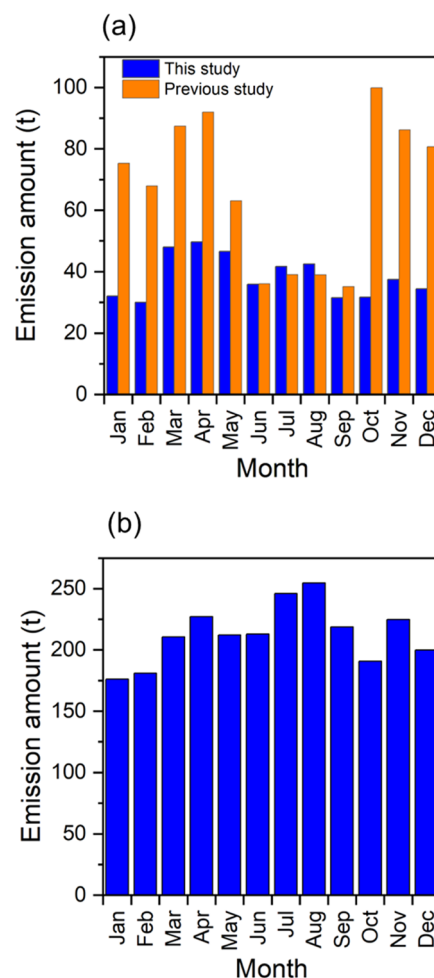 (a)
This study
Previous study
Emission amount (t)
100
80
60
40
20
0
Jan
Feb
Mar
Apr
May
Jun
Jul
Aug
Sep
Oct
Nov
Dec
Month
(b)
Emission amount (t)
250
200
150
100
50
0
Jan
Feb
Mar
Apr
May
Jun
Jul
Aug
Sep
Oct
Nov
Dec
Month